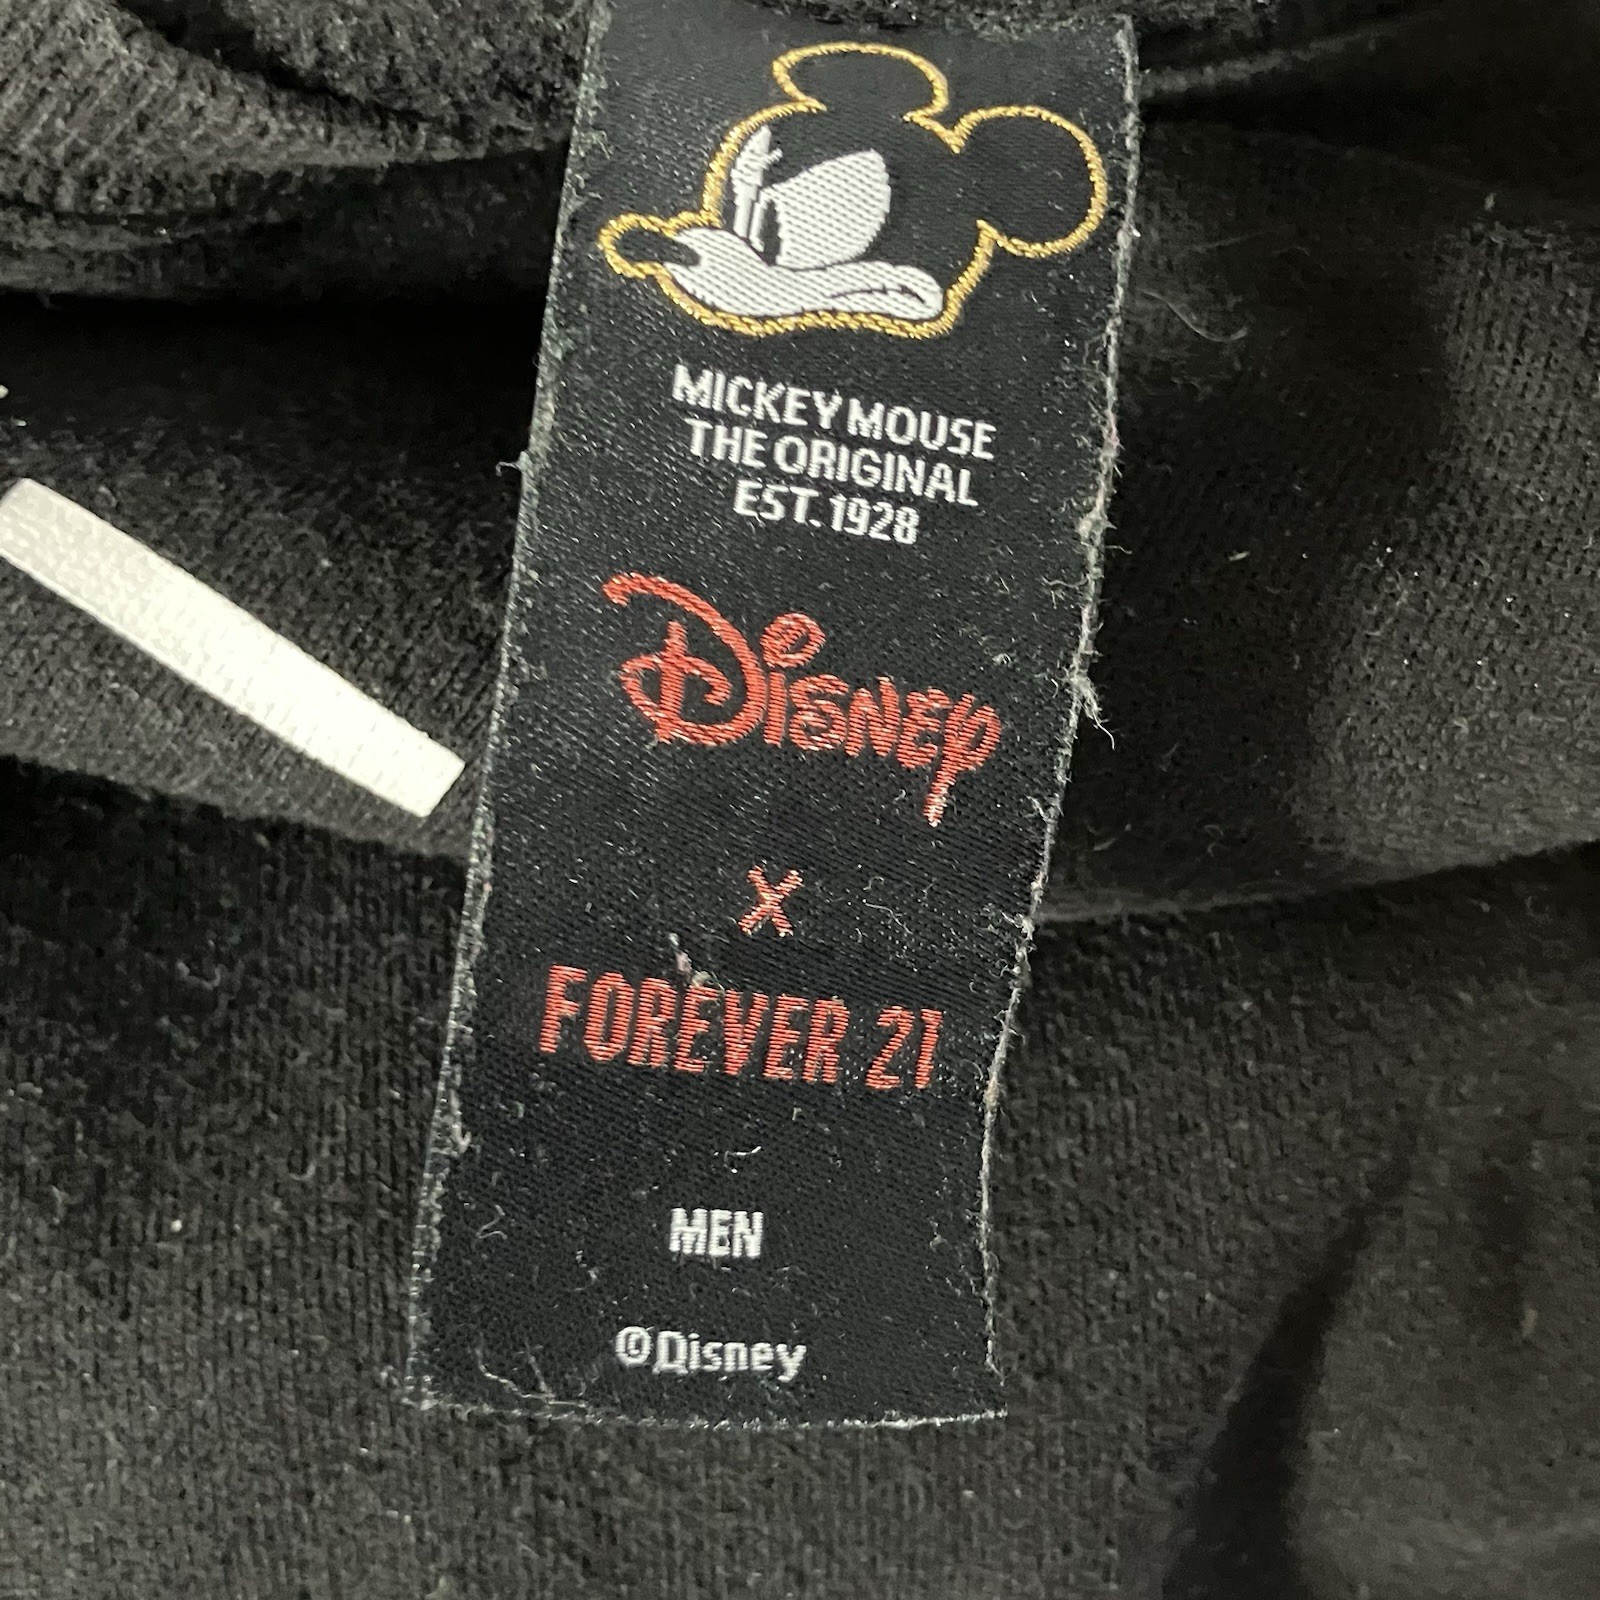 MICKEY MOUSE
THE ORIGINAL
EST. 1928
Disney
X
FOREVER 21
MEN
©Disney